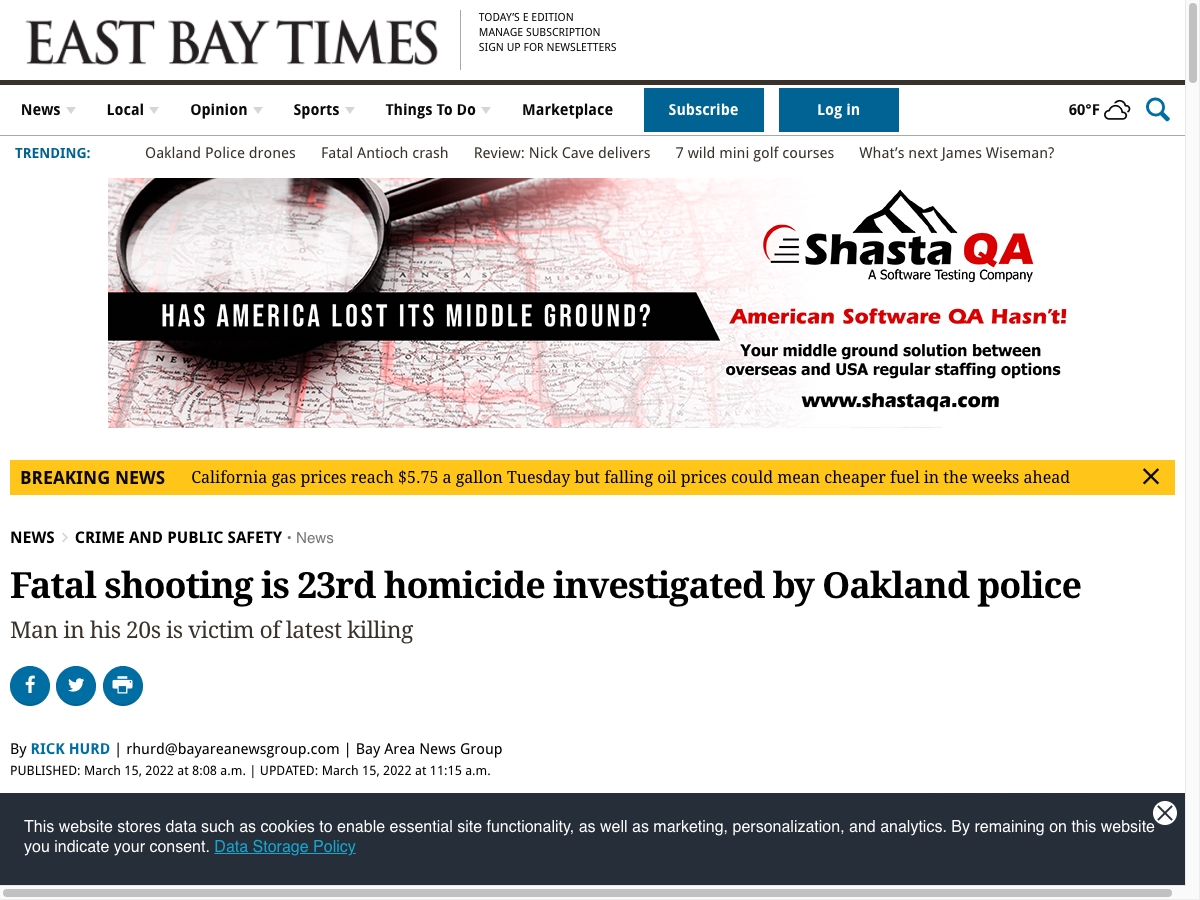 EAST BAY TIMES
TODAY'S E EDITION
MANAGE SUBSCRIPTION
SIGN UP FOR NEWSLETTERS
News Local Opinion Sports Things To Do Marketplace Subscribe Log in 60°F
TRENDING: Oakland Police drones Fatal Antioch crash Review: Nick Cave delivers 7 wild mini golf courses What's next James Wiseman?
HAS AMERICA LOST ITS MIDDLE GROUND?
Shasta QA
A Software Testing Company
American Software QA Hasn't!
Your middle ground solution between
overseas and USA regular staffing options
www.shastaqa.com
BREAKING NEWS California gas prices reach $5.75 a gallon Tuesday but falling oil prices could mean cheaper fuel in the weeks ahead
NEWS > CRIME AND PUBLIC SAFETY • News
Fatal shooting is 23rd homicide investigated by Oakland police
Man in his 20s is victim of latest killing
By RICK HURD | rhurd@bayareanewsgroup.com | Bay Area News Group
PUBLISHED: March 15, 2022 at 8:08 a.m. | UPDATED: March 15, 2022 at 11:15 a.m.
This website stores data such as cookies to enable essential site functionality, as well as marketing, personalization, and analytics. By remaining on this website
you indicate your consent. Data Storage Policy